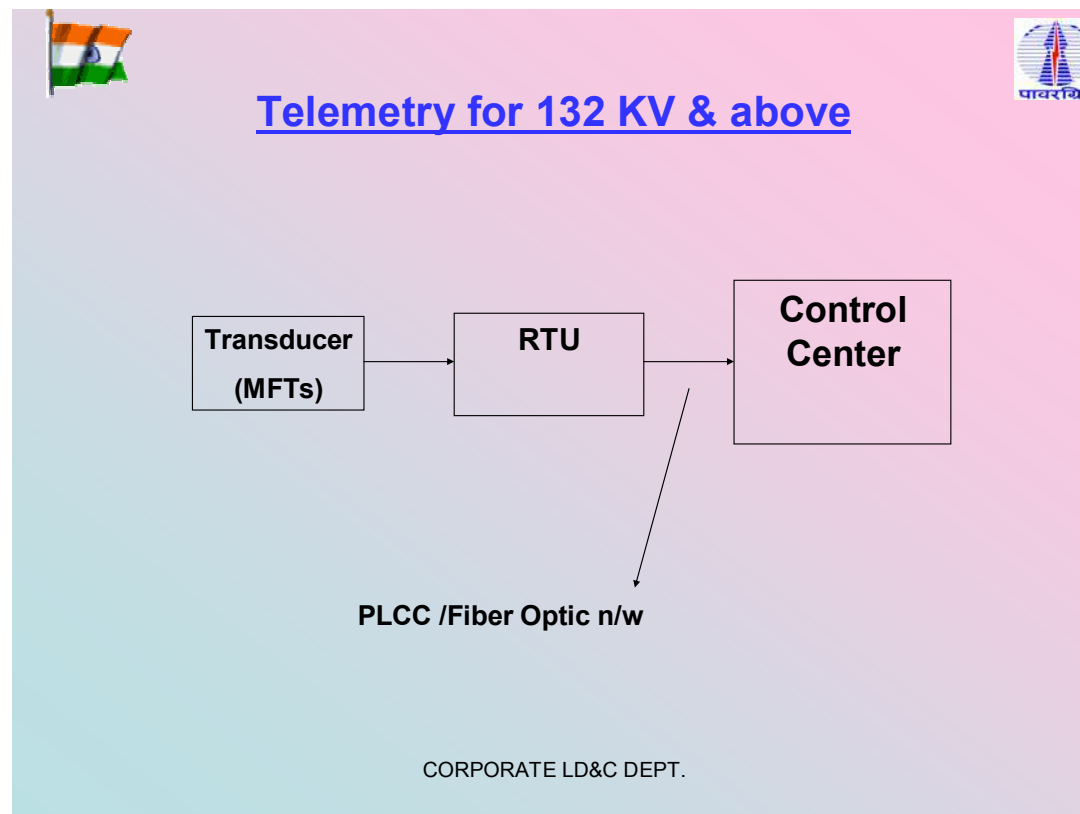 Telemetry for 132 KV & above
Transducer
(MFTs)
RTU
Control
Center
PLCC /Fiber Optic n/w
CORPORATE LD&C DEPT.